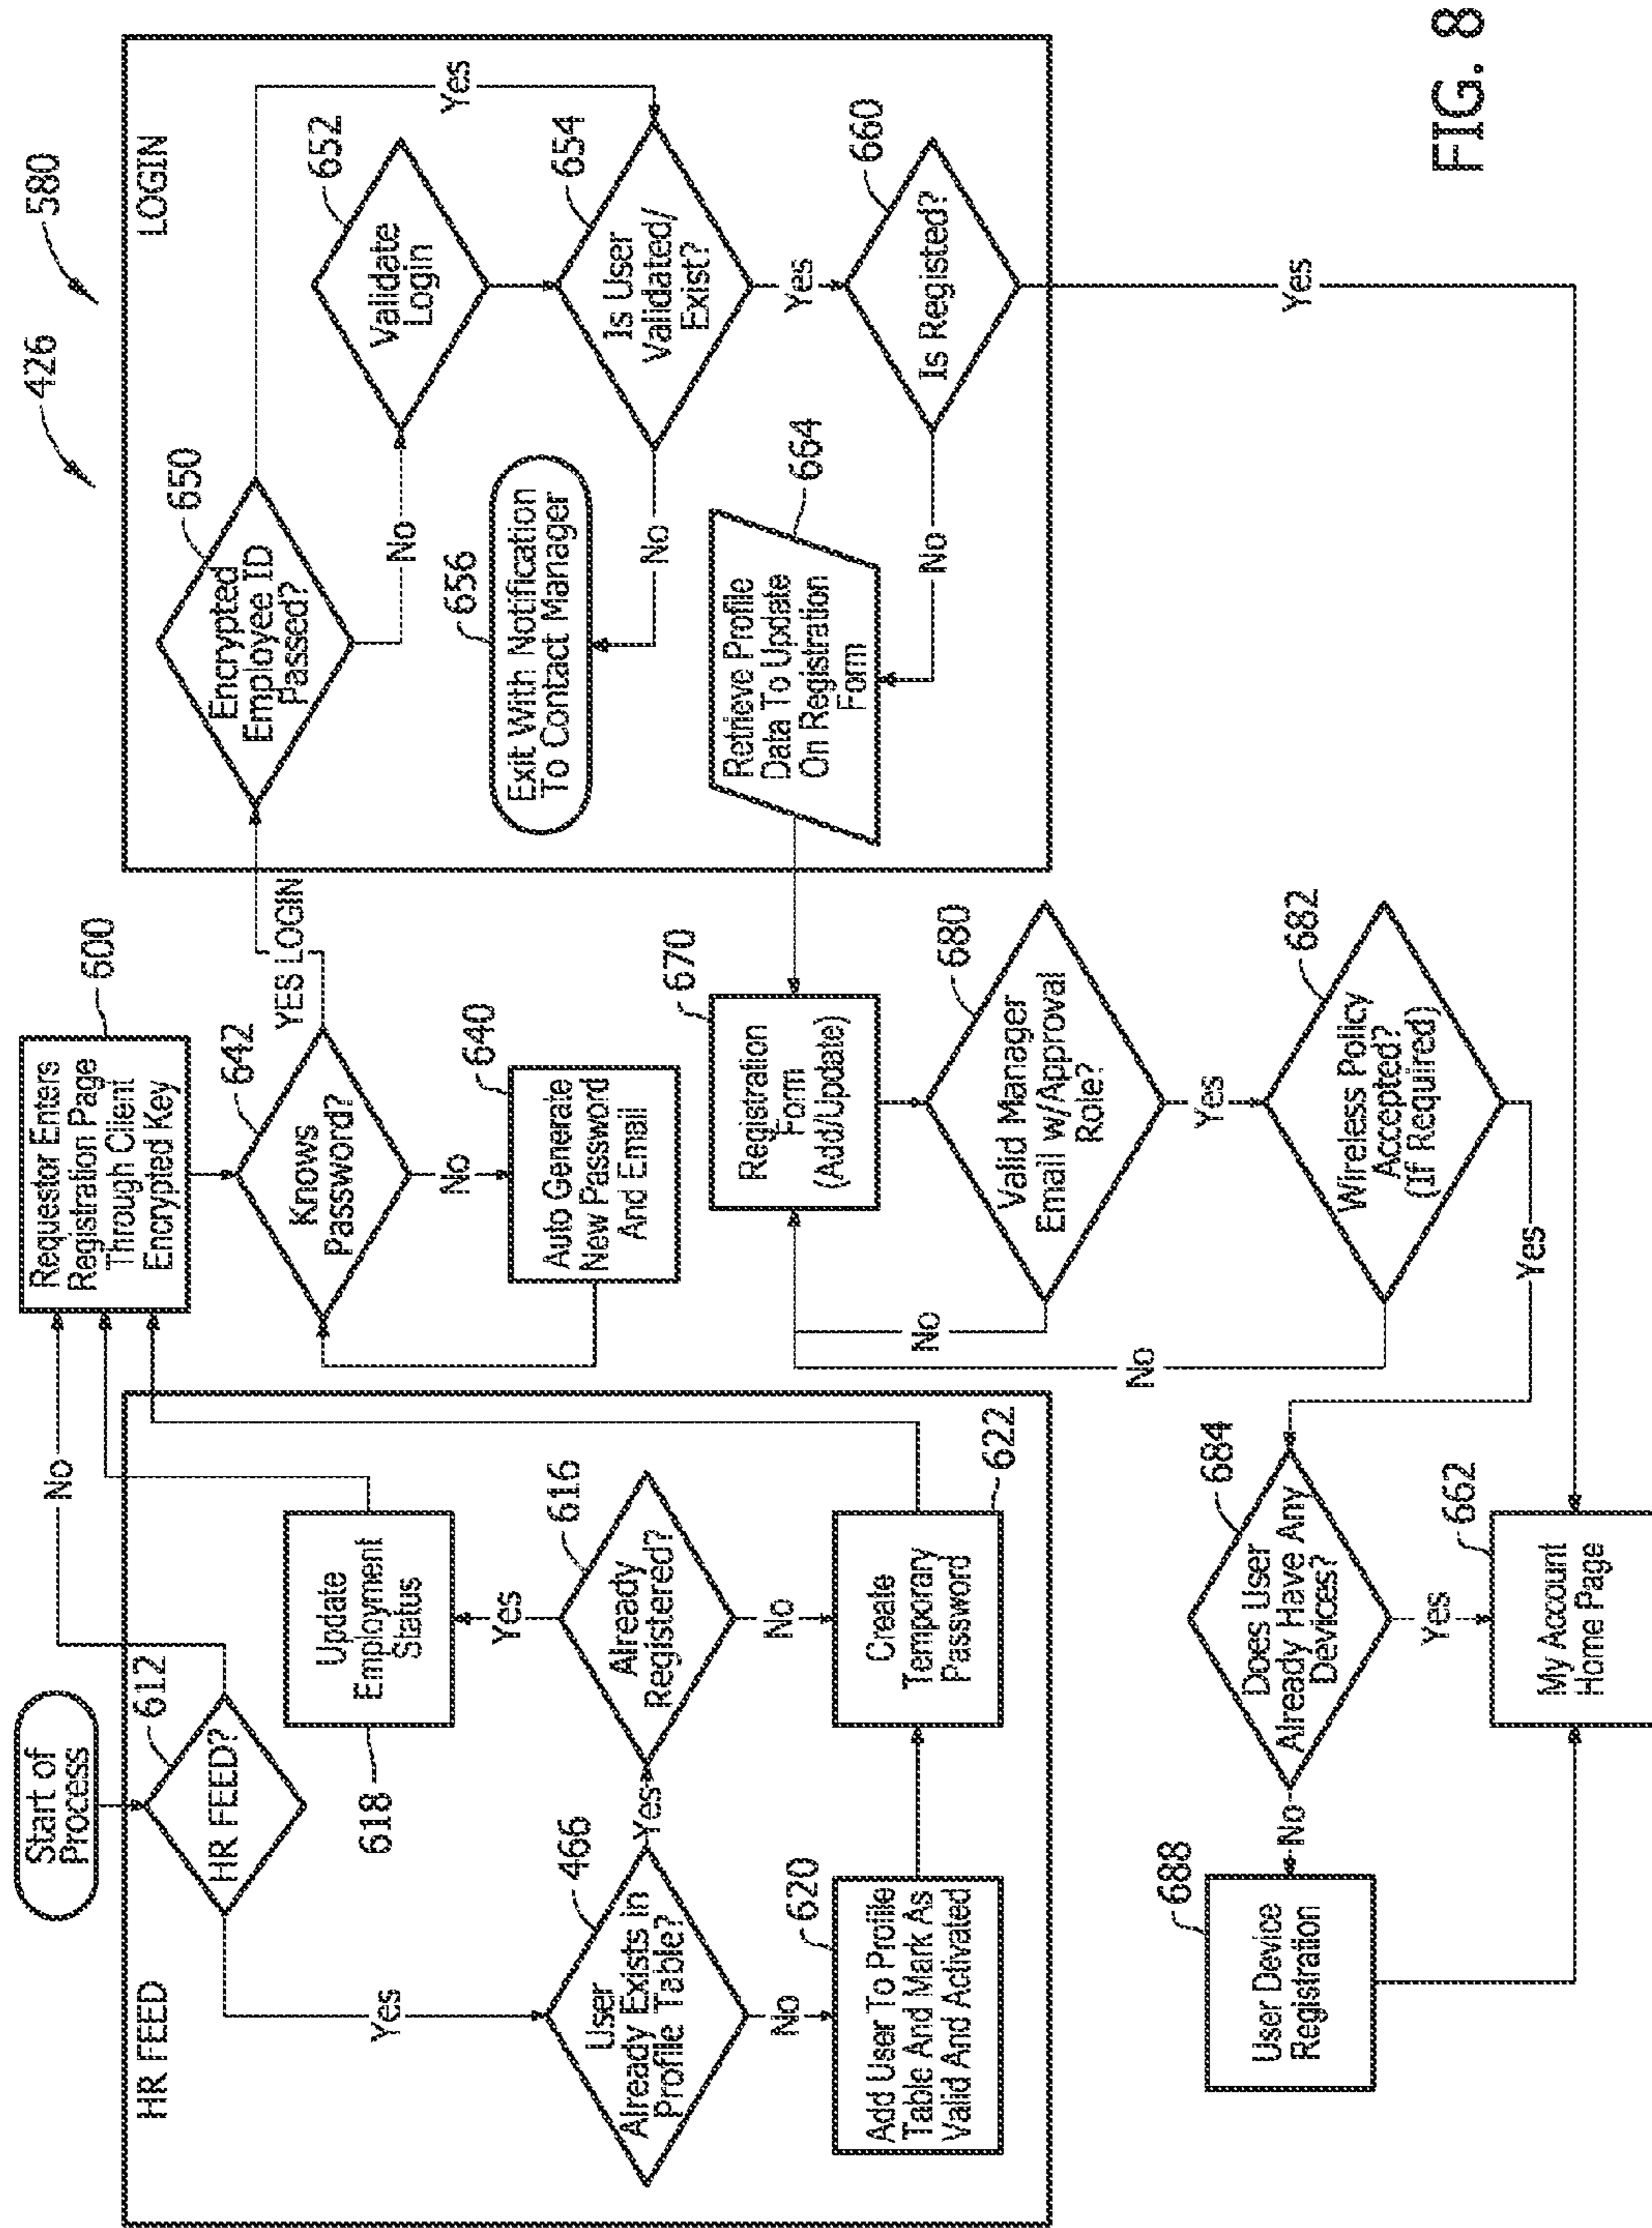 426
580
Start of
Process
HR FEED
612
HR FEED?
No
Yes
466
User
Already Exists in
Profile Table?
Yes
No
616
Already
Registered?
Yes
No
618
Update
Employment
Status
620
Add User To Profile
Table And Mark As
Valid And Activated
622
Create
Temporary
Password
600
Requestor Enters
Registration Page
Through Client
Encrypted Key
642
Knows
Password?
YES LOGIN
No
640
Auto Generate
New Password
And Email
LOGIN
650
Encrypted
Employee ID
Passed?
Yes
No
652
Validate
Login
654
Is User
Validated/
Exist?
No
Yes
656
Exit With Notification
To Contact Manager
660
Is Registered?
No
Yes
664
Retrieve Profile
Data To Update
On Registration
Form
670
Registration
Form
(Add/Update)
680
Valid Manager
Email w/Approval
Role?
No
Yes
682
Wireless Policy
Accepted?
(If Required)
No
Yes
684
Does User
Already Have Any
Devices?
No
Yes
688
User Device
Registration
662
My Account
Home Page
FIG. 8